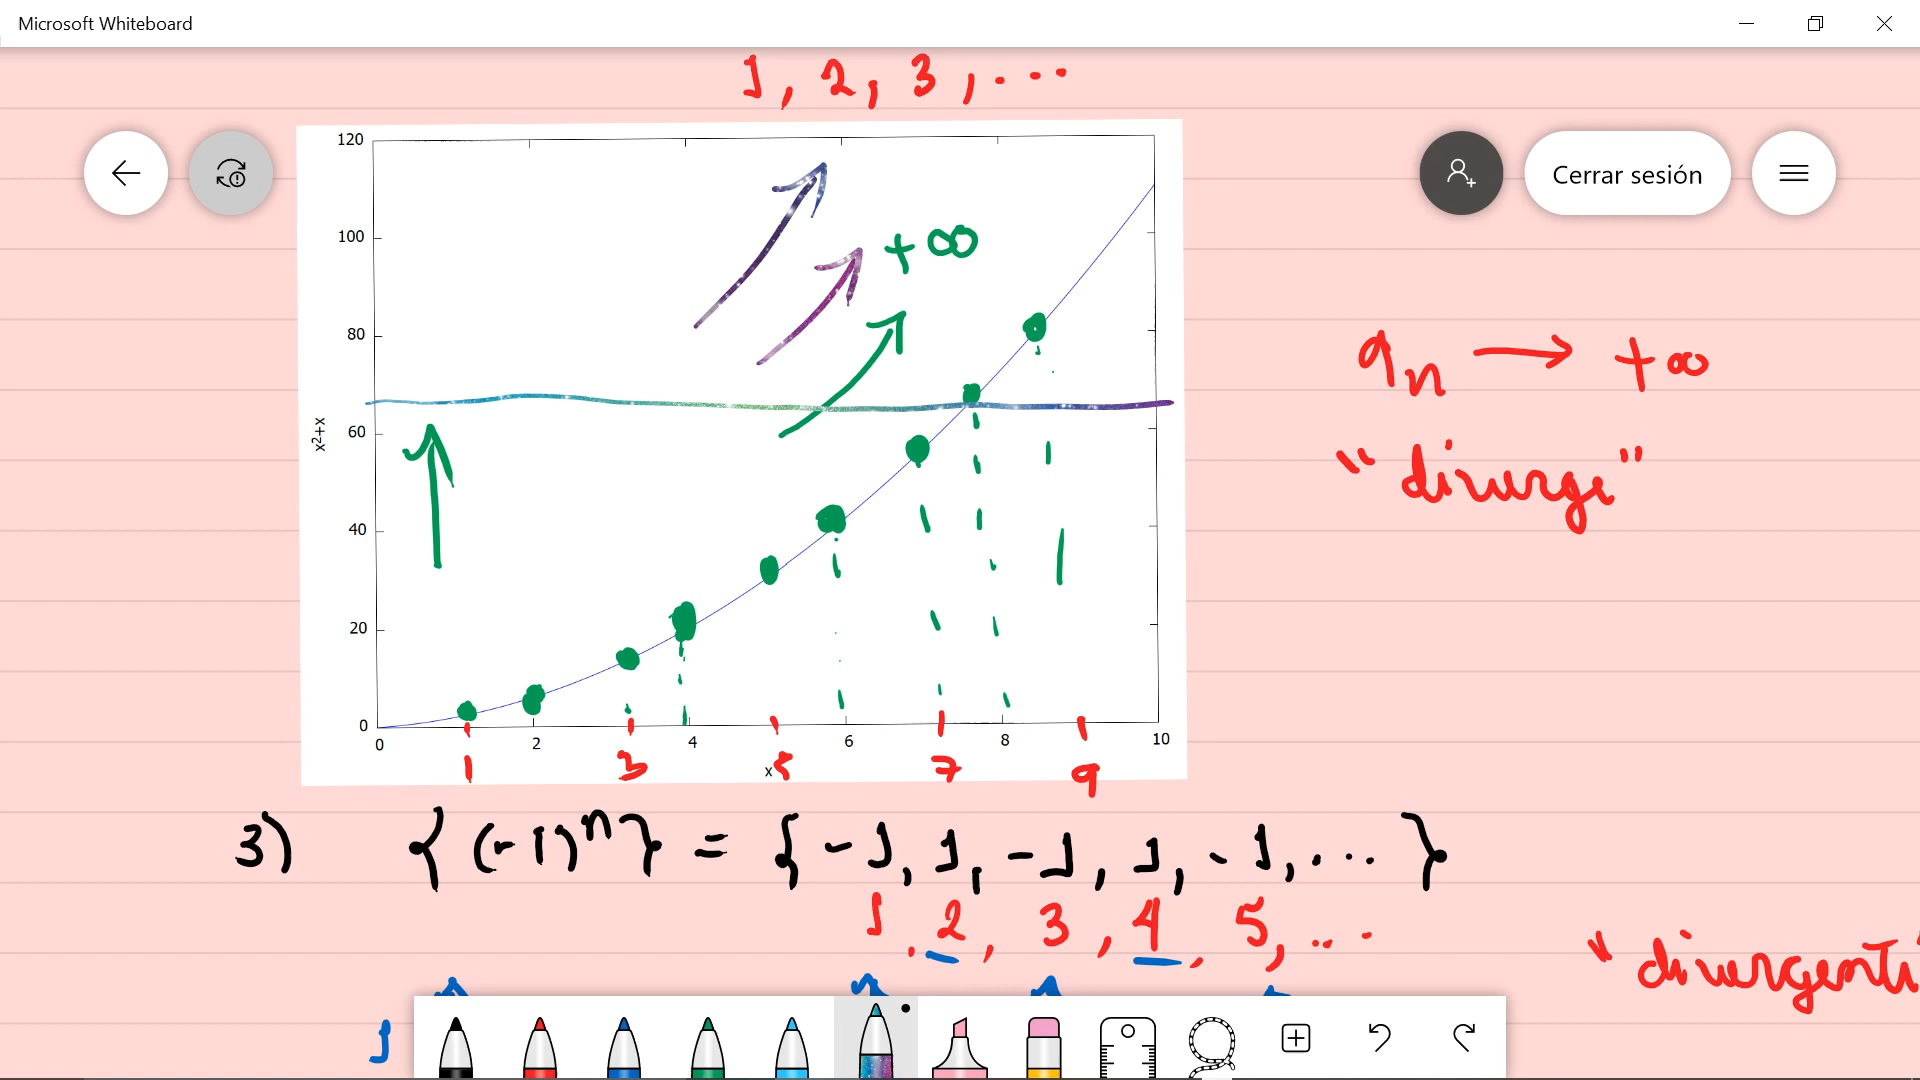 Microsoft Whiteboard
1, 2, 3, ...
Cerrar sesión
120
100
80
60
40
20
0
x²+x
+∞
0 2 4 6 8 10
x
1 3 5 7 9
aₙ → +∞
"diverge"
3) {(-1)ⁿ} = {-1, 1, -1, 1, -1, ... }
1, 2, 3, 4, 5, ...
"divergent
1